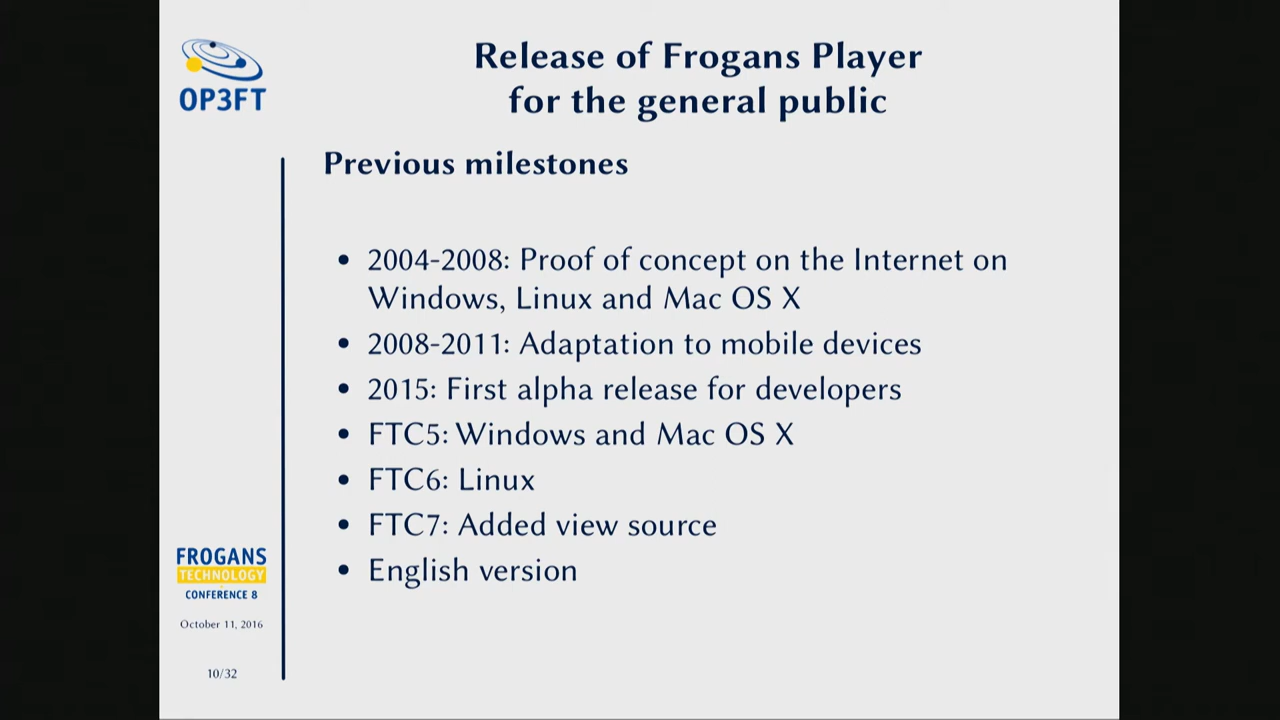 OP3FT
Release of Frogans Player
for the general public
Previous milestones
• 2004-2008: Proof of concept on the Internet on
Windows, Linux and Mac OS X
• 2008-2011: Adaptation to mobile devices
• 2015: First alpha release for developers
• FTC5: Windows and Mac OS X
• FTC6: Linux
• FTC7: Added view source
• English version
FROGANS
TECHNOLOGY
CONFERENCE 8
October 11, 2016
10/32